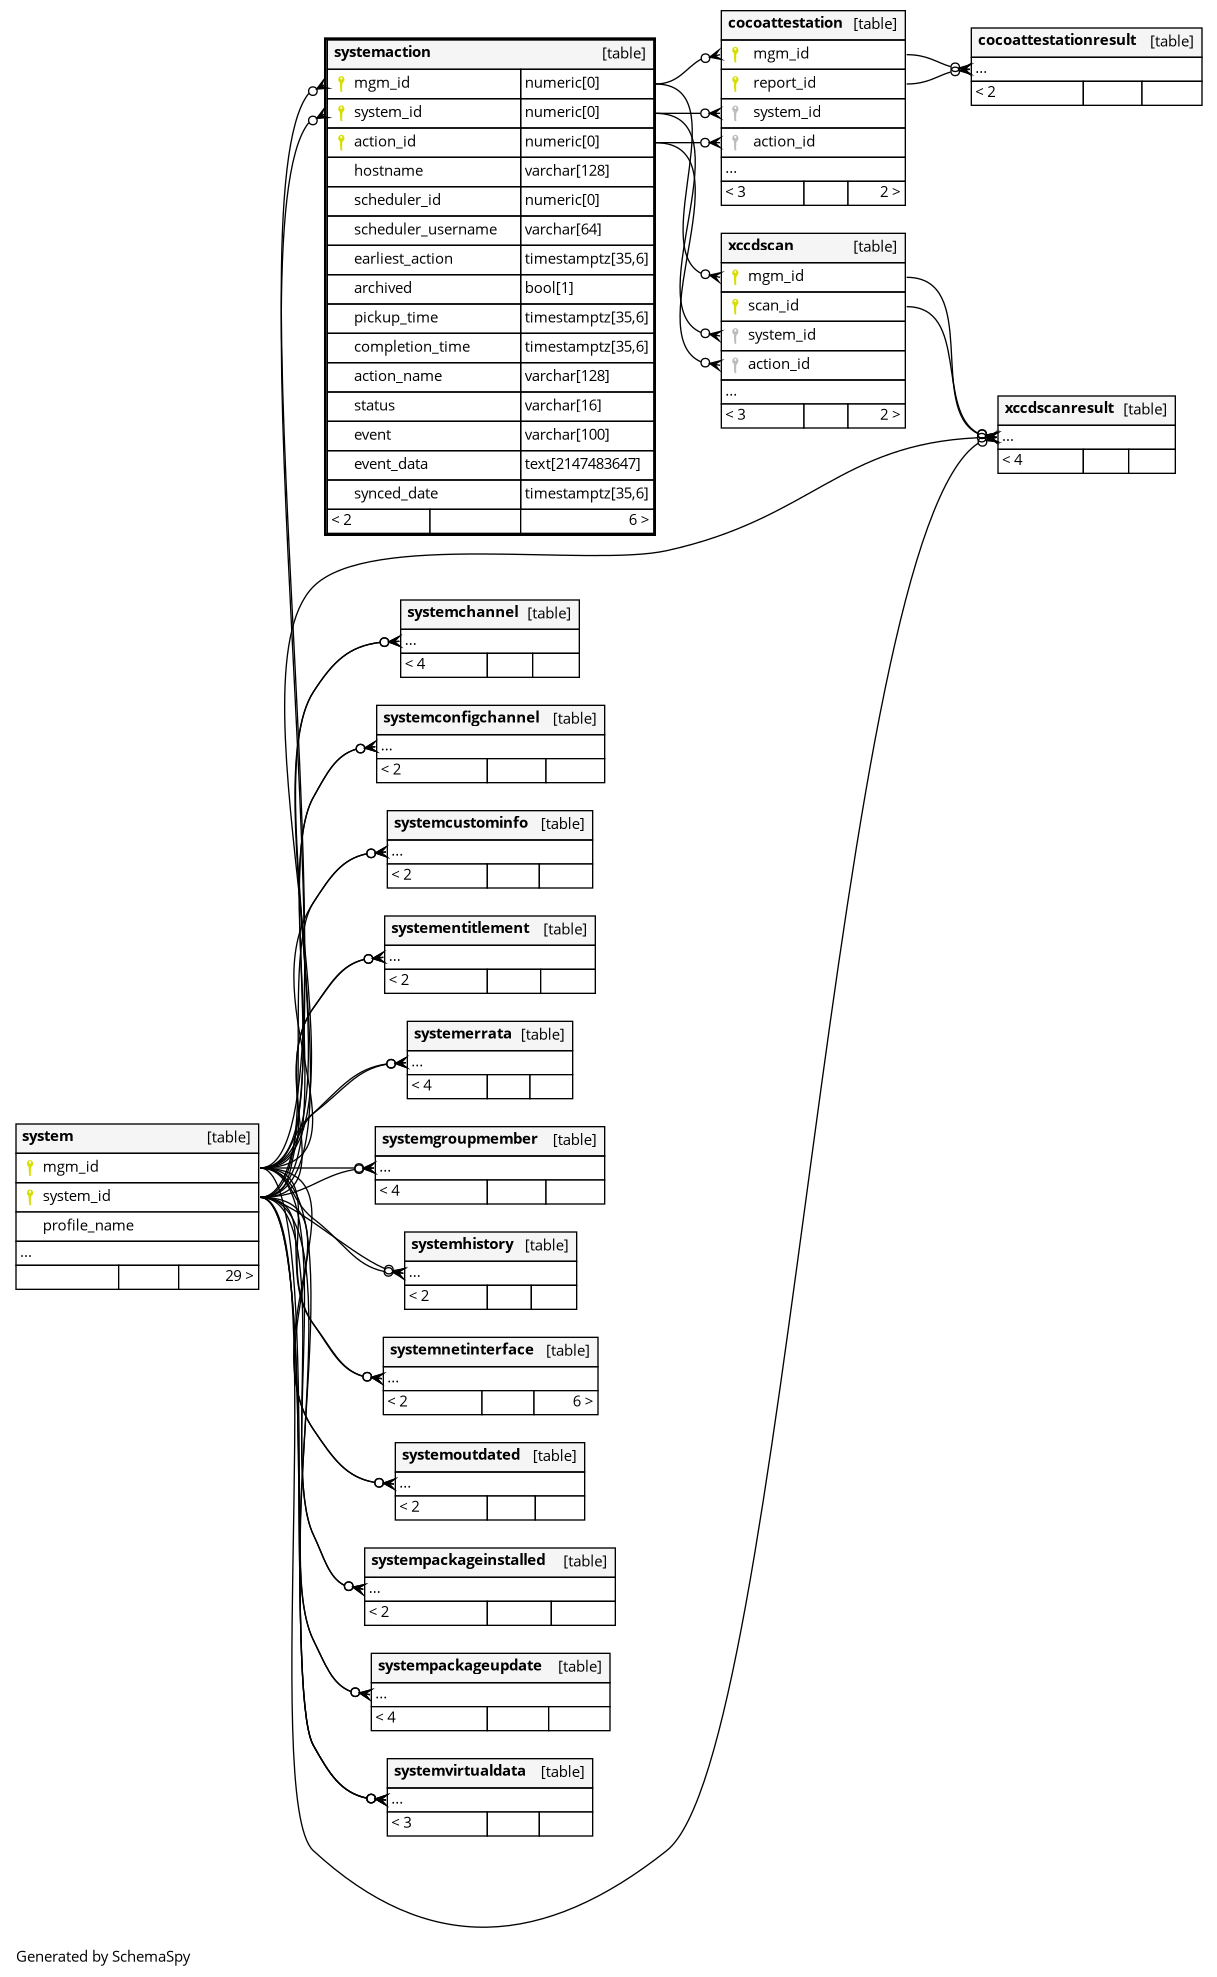 systemaction [table]
mgm_id numeric[0]
system_id numeric[0]
action_id numeric[0]
hostname varchar[128]
scheduler_id numeric[0]
scheduler_username varchar[64]
earliest_action timestamptz[35,6]
archived bool[1]
pickup_time timestamptz[35,6]
completion_time timestamptz[35,6]
action_name varchar[128]
status varchar[16]
event varchar[100]
event_data text[2147483647]
synced_date timestamptz[35,6]
< 2 6 >
cocoattestation [table]
mgm_id
report_id
system_id
action_id
...
< 3 2 >
cocoattestationresult [table]
...
< 2
xccdscan [table]
mgm_id
scan_id
system_id
action_id
...
< 3 2 >
xccdscanresult [table]
...
< 4
systemchannel [table]
...
< 4
systemconfigchannel [table]
...
< 2
systemcustominfo [table]
...
< 2
systementitlement [table]
...
< 2
systemerrata [table]
...
< 4
system [table]
mgm_id
system_id
profile_name
...
29 >
systemgroupmember [table]
...
< 4
systemhistory [table]
...
< 2
systemnetinterface [table]
...
< 2 6 >
systemoutdated [table]
...
< 2
systempackageinstalled [table]
...
< 2
systempackageupdate [table]
...
< 4
systemvirtualdata [table]
...
< 3
Generated by SchemaSpy